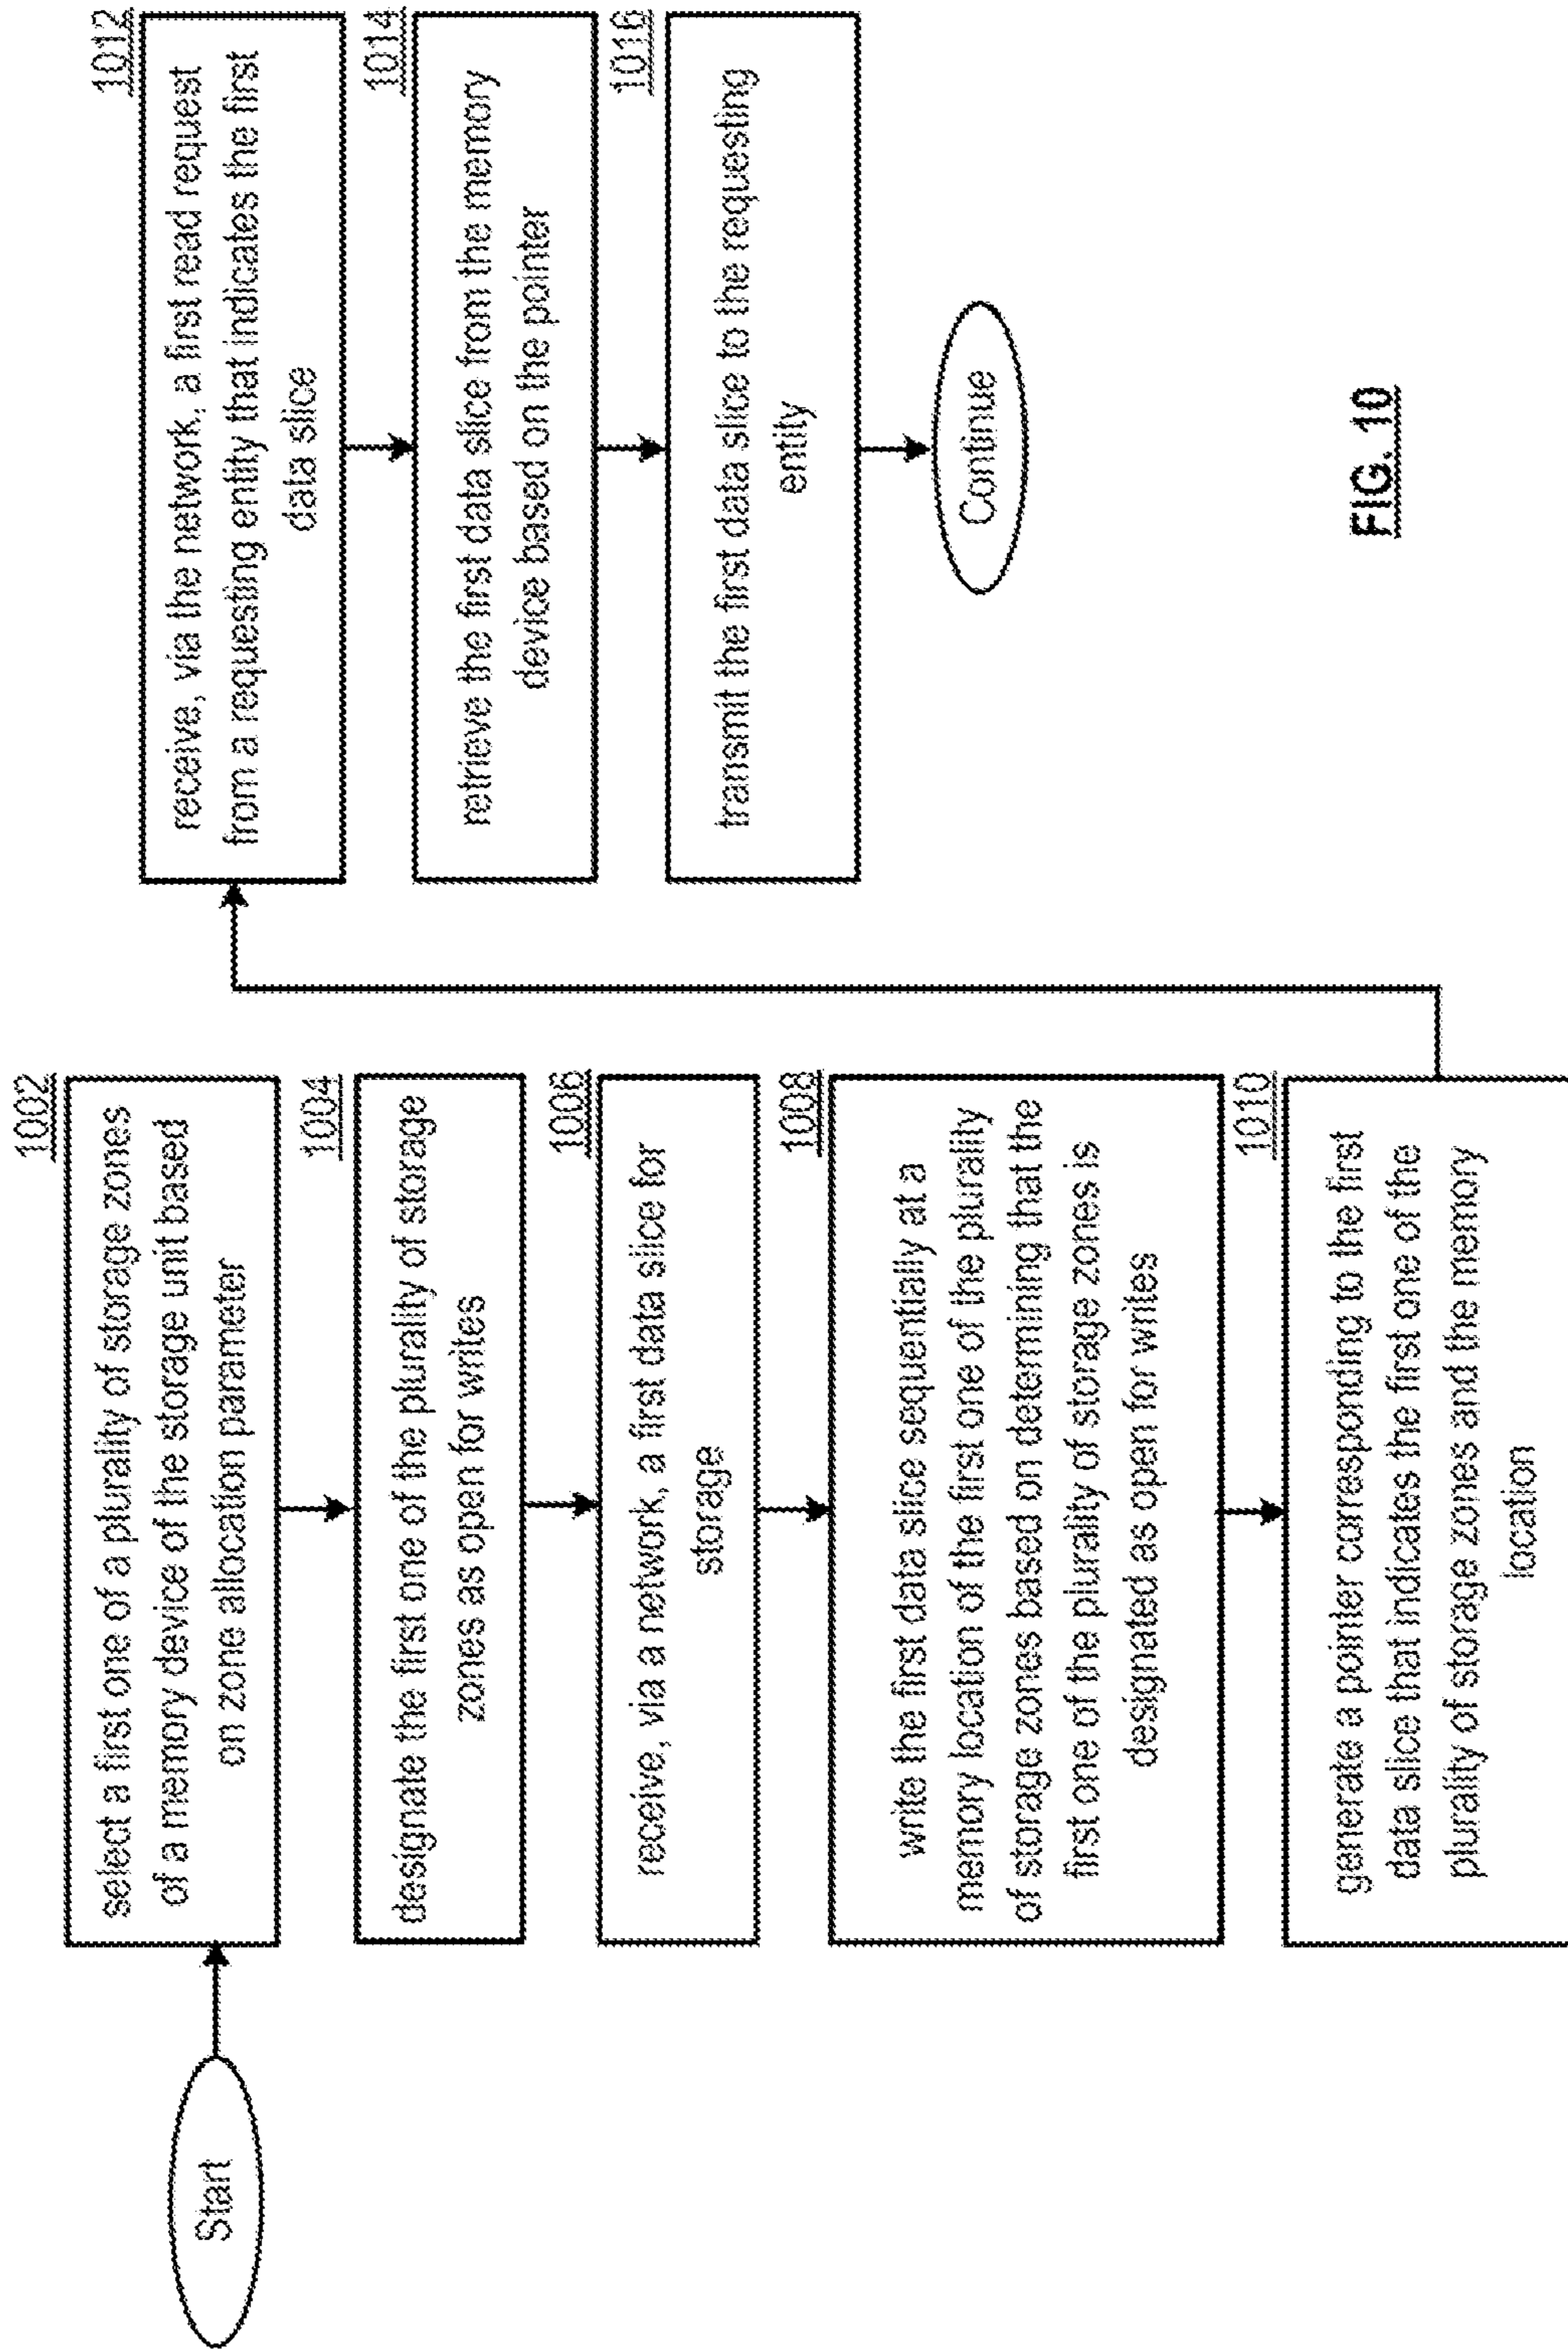 Start
1002
select a first one of a plurality of storage zones
of a memory device of the storage unit based
on zone allocation parameter
1004
designate the first one of the plurality of storage
zones as open for writes
1006
receive, via a network, a first data slice for
storage
1008
write the first data slice sequentially at a
memory location of the first one of the plurality
of storage zones based on determining that the
first one of the plurality of storage zones is
designated as open for writes
1010
generate a pointer corresponding to the first
data slice that indicates the first one of the
plurality of storage zones and the memory
location
1012
receive, via the network, a first read request
from a requesting entity that indicates the first
data slice
1014
retrieve the first data slice from the memory
device based on the pointer
1016
transmit the first data slice to the requesting
entity
Continue
FIG. 10